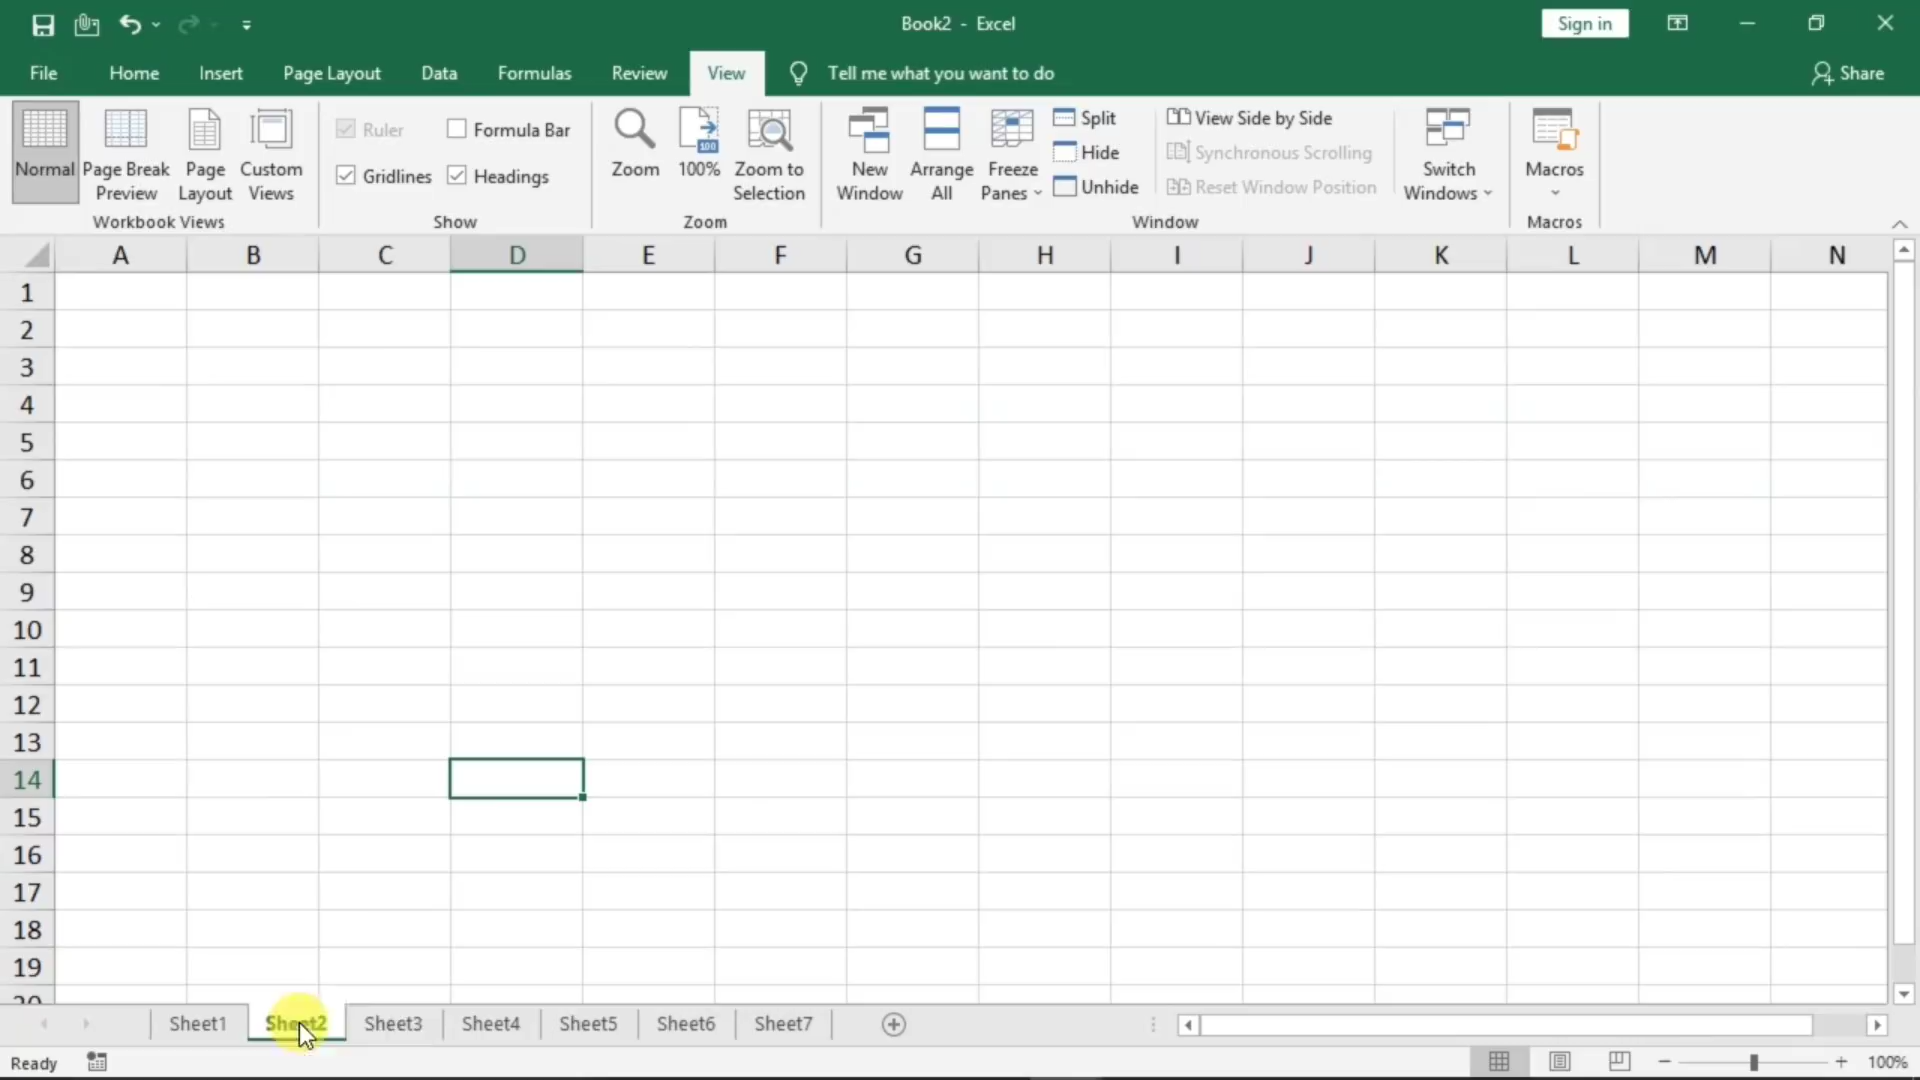 Book2 - Excel
Sign in
File Home Insert Page Layout Data Formulas Review View Tell me what you want to do Share
Normal
Page Break Preview
Page Layout
Custom Views
Workbook Views
Ruler
Formula Bar
Gridlines
Headings
Show
Zoom
100
100%
Zoom to Selection
Zoom
New Window
Arrange All
Freeze Panes
Split
Hide
Unhide
View Side by Side
Synchronous Scrolling
Reset Window Position
Switch Windows
Window
Macros
Macros
A B C D E F G H I J K L M N
1
2
3
4
5
6
7
8
9
10
11
12
13
14
15
16
17
18
19
20
Sheet1 Sheet2 Sheet3 Sheet4 Sheet5 Sheet6 Sheet7
Ready
100%